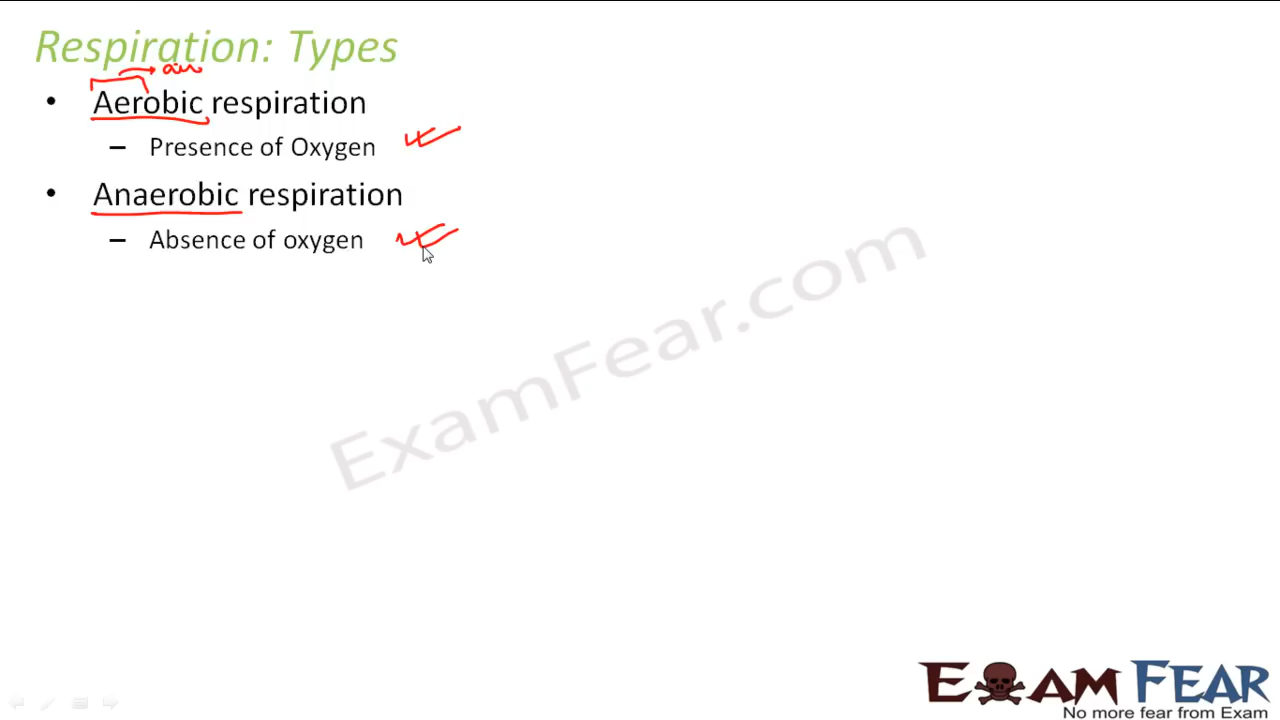 Respiration: Types
air
• Aerobic respiration
– Presence of Oxygen
• Anaerobic respiration
– Absence of oxygen
ExamFear.com
EXAM FEAR
No more fear from Exam